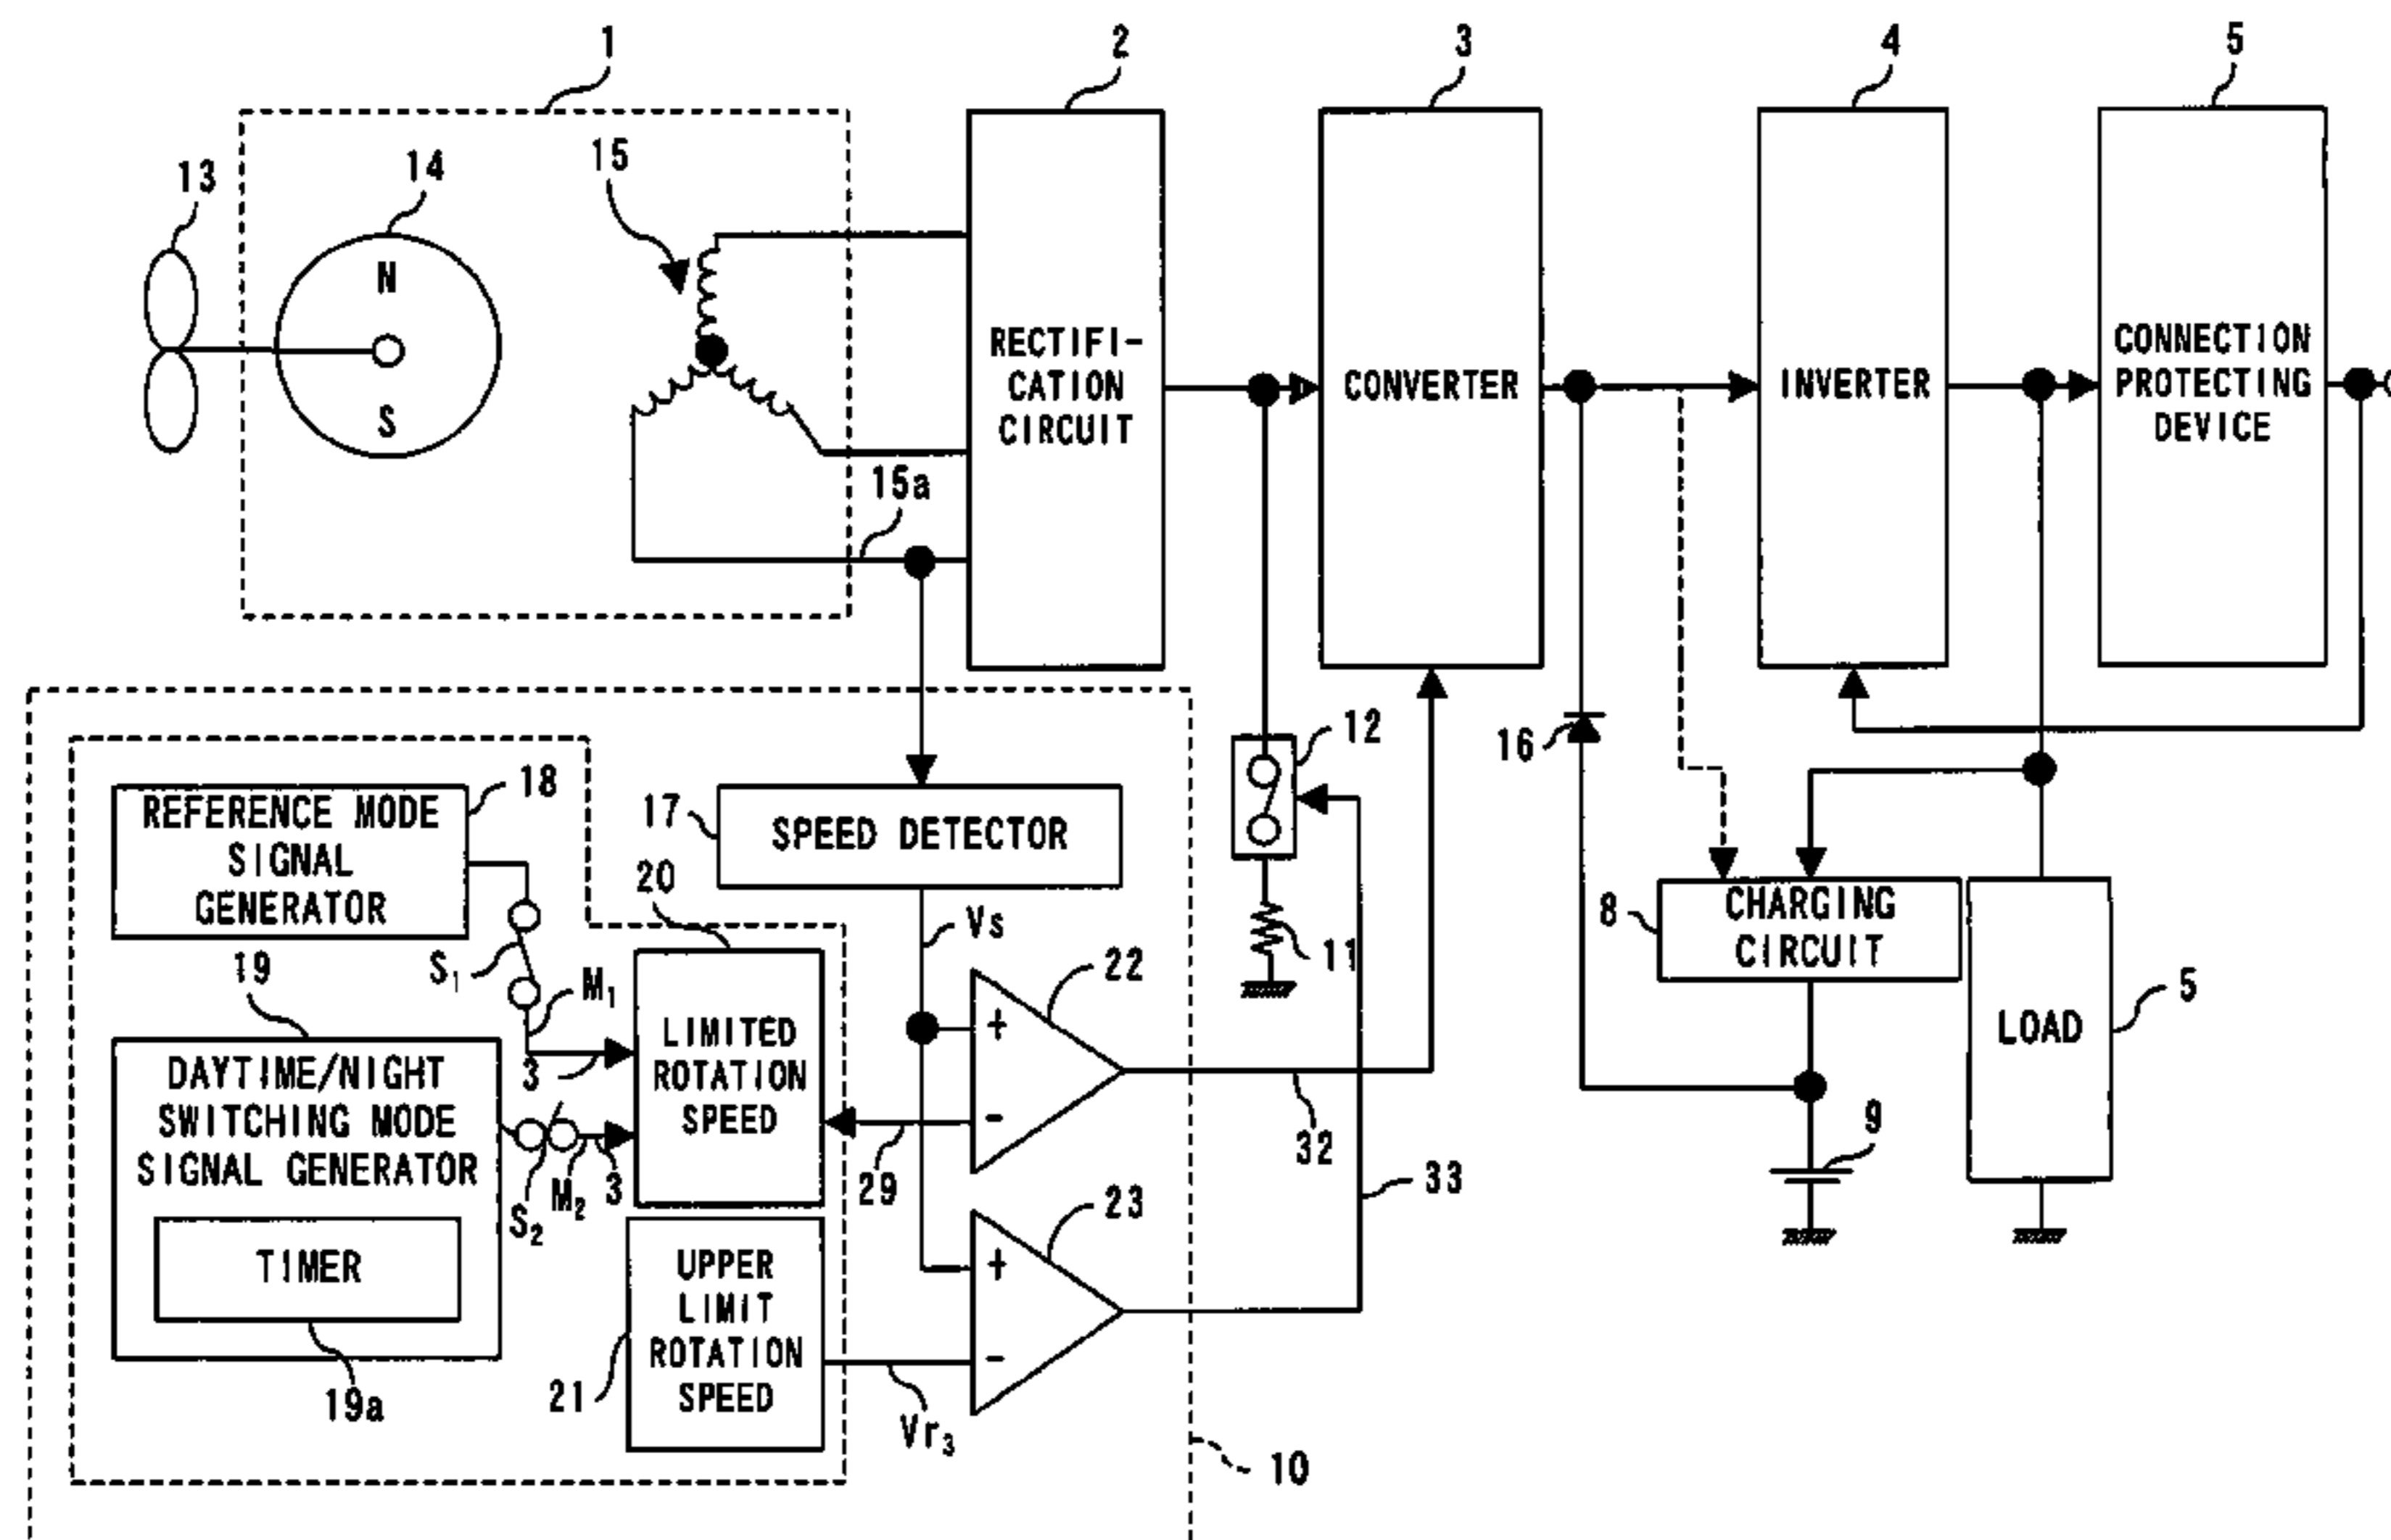 1
2
3
4
5
13
14
15
N
S
RECTIFI-
CATION
CIRCUIT
CONVERTER
INVERTER
CONNECTION
PROTECTING
DEVICE
15a
12
16
18
REFERENCE MODE
SIGNAL
GENERATOR
17
SPEED DETECTOR
20
Vs
S1
M1
19
3
DAYTIME/NIGHT
SWITCHING MODE
SIGNAL GENERATOR
S2
M2
3
TIMER
19a
LIMITED
ROTATION
SPEED
29
22
+
-
32
11
8
CHARGING
CIRCUIT
LOAD
5
9
33
23
+
-
UPPER
LIMIT
ROTATION
SPEED
21
Vr3
10